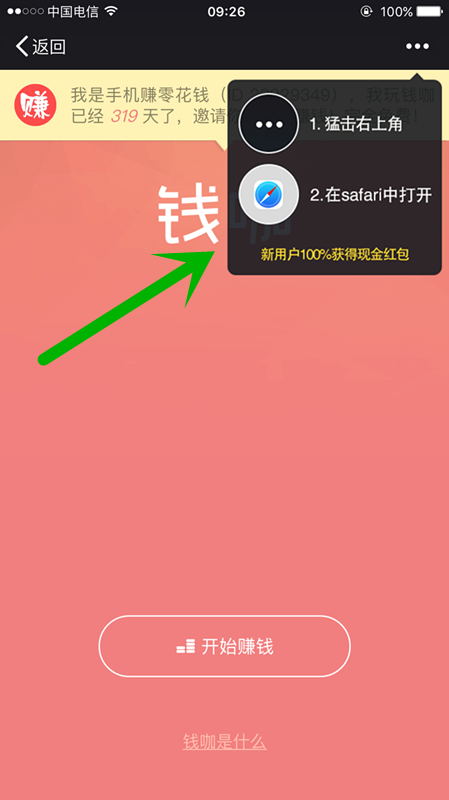 中国电信
09:26
100%
返回
赚
我是手机赚零花钱（ID
349），我玩钱咖
已经 319 天了，邀请
1. 猛击右上角
2.在safari中打开
新用户100%获得现金红包
钱咖
开始赚钱
钱咖是什么